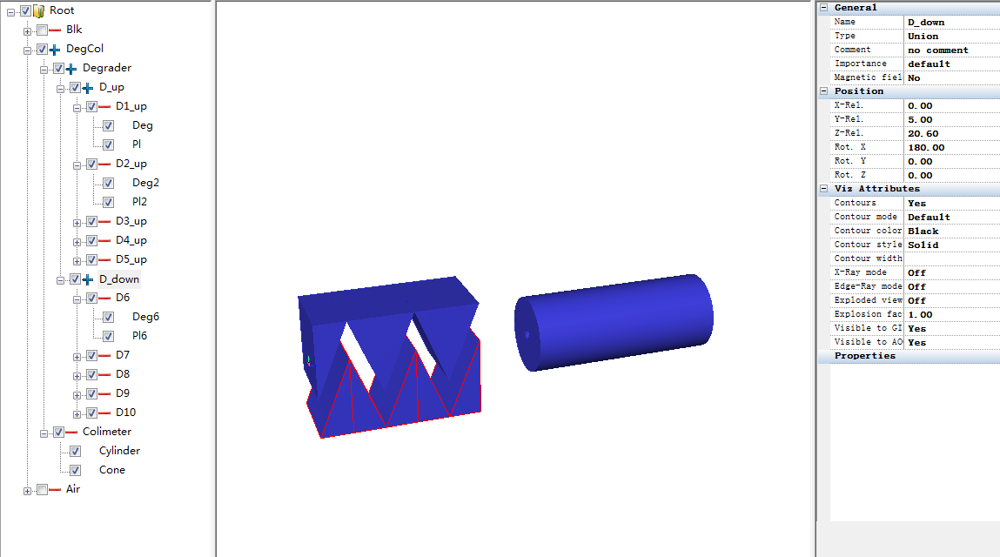 Root
Blk
DegCol
Degrader
D_up
D1_up
Deg
Pl
D2_up
Deg2
Pl2
D3_up
D4_up
D5_up
D_down
D6
Deg6
Pl6
D7
D8
D9
D10
Colimeter
Cylinder
Cone
Air
General
Name D_down
Type Union
Comment no comment
Importance default
Magnetic fiel No
Position
X-Rel. 0.00
Y-Rel. 5.00
Z-Rel. 20.60
Rot. X 180.00
Rot. Y 0.00
Rot. Z 0.00
Viz Attributes
Contours Yes
Contour mode Default
Contour color Black
Contour style Solid
Contour width
X-Ray mode Off
Edge-Ray mode Off
Exploded view Off
Explosion fac 1.00
Visible to GI Yes
Visible to AO Yes
Properties